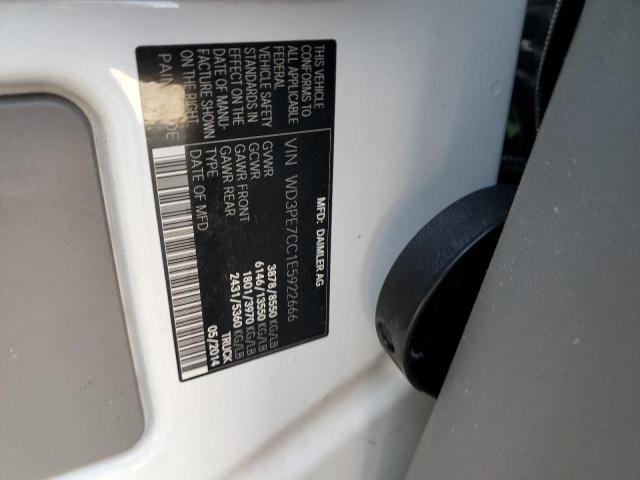 MFD: DAIMLER AG
VIN WD3PE7CC1E5922666
THIS VEHICLE
CONFORMS TO
ALL APPLICABLE
FEDERAL
VEHICLE SAFETY
STANDARDS IN
EFFECT ON THE
DATE OF MANU-
FACTURE SHOWN
ON THE RIGHT.
GVWR 3878/8550 KG/LB
GCWR 6146/13550 KG/LB
GAWR FRONT 1801/3970 KG/LB
GAWR REAR 2431/5360 KG/LB
TYPE TRUCK
DATE OF MFD 05/2014